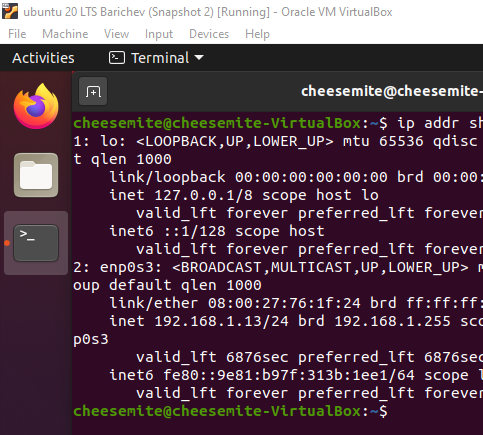 ubuntu 20 LTS Barichev (Snapshot 2) [Running] - Oracle VM VirtualBox
File Machine View Input Devices Help
Activities Terminal
cheesemite@cheesemite-
cheesemite@cheesemite-VirtualBox:~$ ip addr sh
1: lo: <LOOPBACK,UP,LOWER_UP> mtu 65536 qdisc
t qlen 1000
link/loopback 00:00:00:00:00:00 brd 00:00:
inet 127.0.0.1/8 scope host lo
valid_lft forever preferred_lft forever
inet6 ::1/128 scope host
valid_lft forever preferred_lft forever
2: enp0s3: <BROADCAST,MULTICAST,UP,LOWER_UP> m
oup default qlen 1000
link/ether 08:00:27:76:1f:24 brd ff:ff:ff:
inet 192.168.1.13/24 brd 192.168.1.255 sco
p0s3
valid_lft 6876sec preferred_lft 6876sec
inet6 fe80::9e81:b97f:313b:1ee1/64 scope l
valid_lft forever preferred_lft forever
cheesemite@cheesemite-VirtualBox:~$